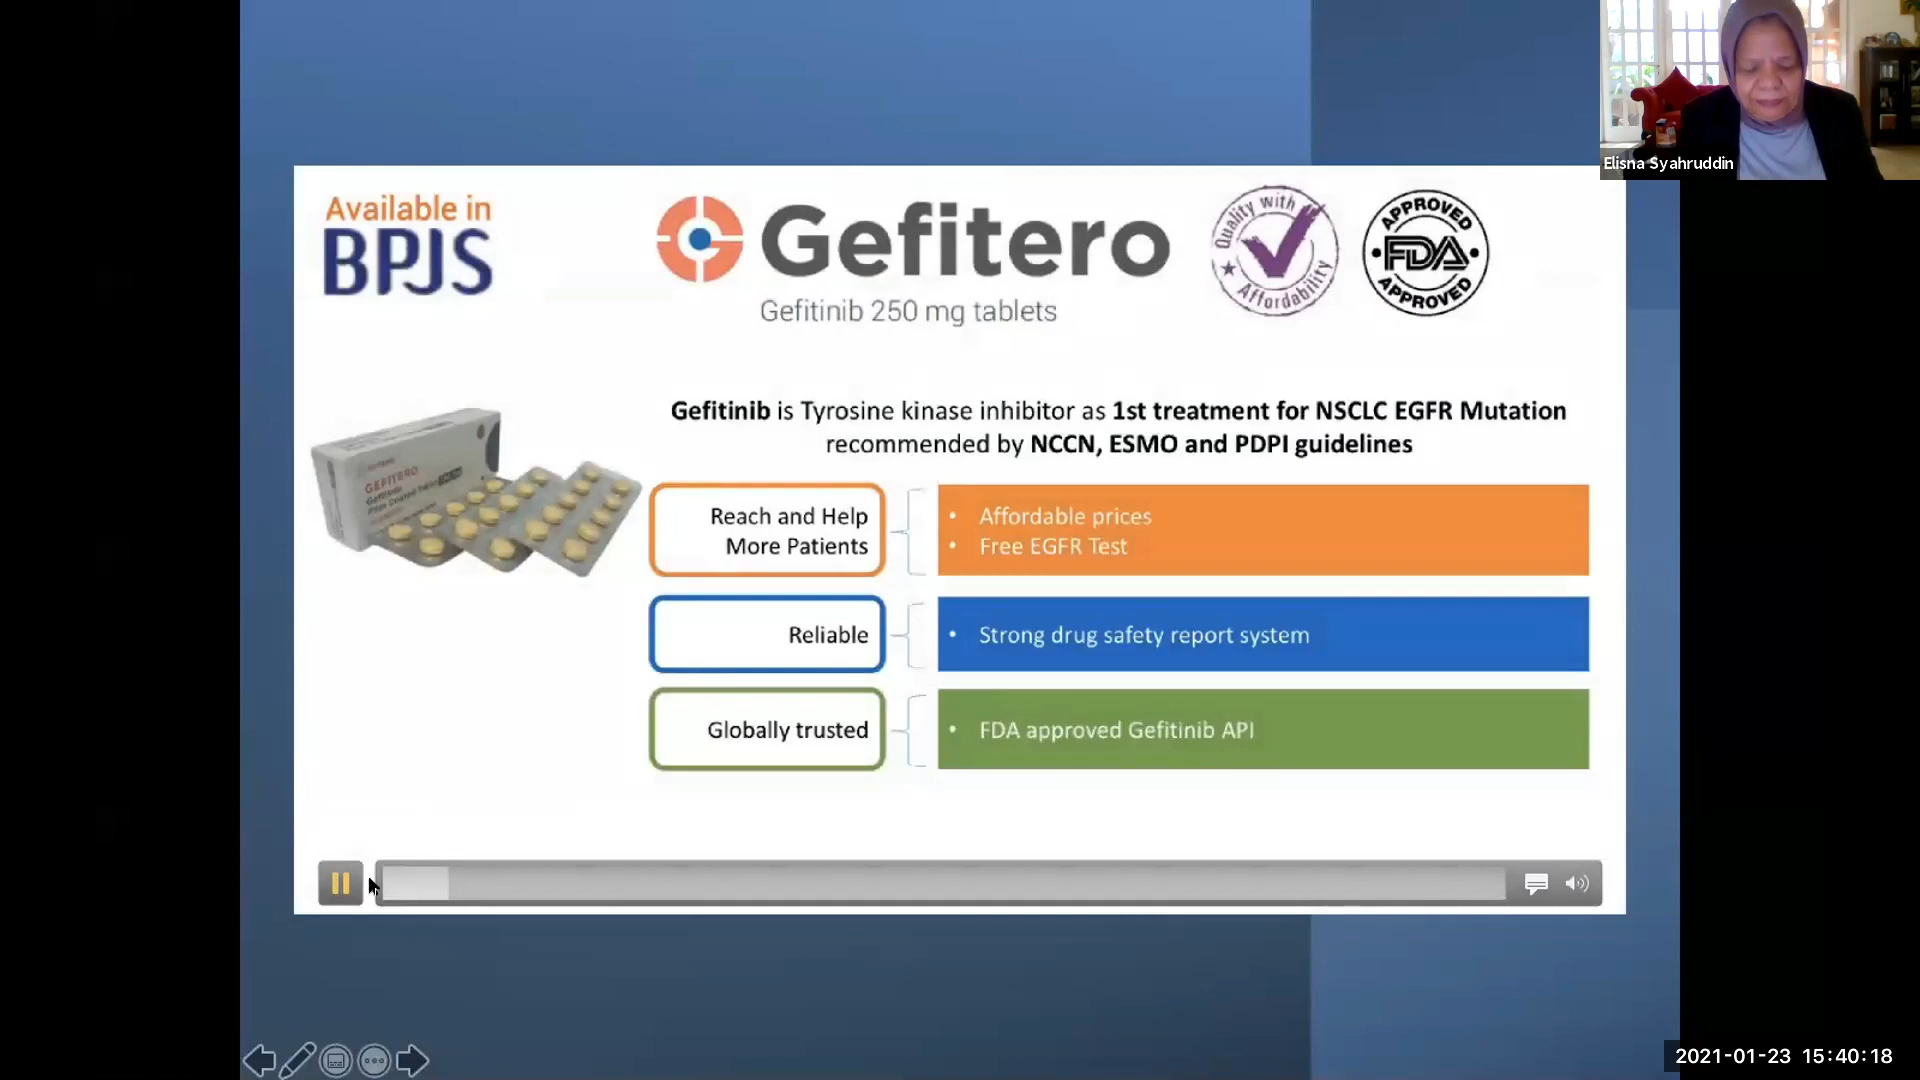 Elisna Syahruddin
Available in
BPJS
Gefitero
Gefitinib 250 mg tablets
Quality with
Affordability
APPROVED
FDA
APPROVED
Gefitinib is Tyrosine kinase inhibitor as 1st treatment for NSCLC EGFR Mutation
recommended by NCCN, ESMO and PDPI guidelines
GEFITERO
Reach and Help
More Patients
• Affordable prices
• Free EGFR Test
Reliable
• Strong drug safety report system
Globally trusted
• FDA approved Gefitinib API
2021-01-23 15:40:18